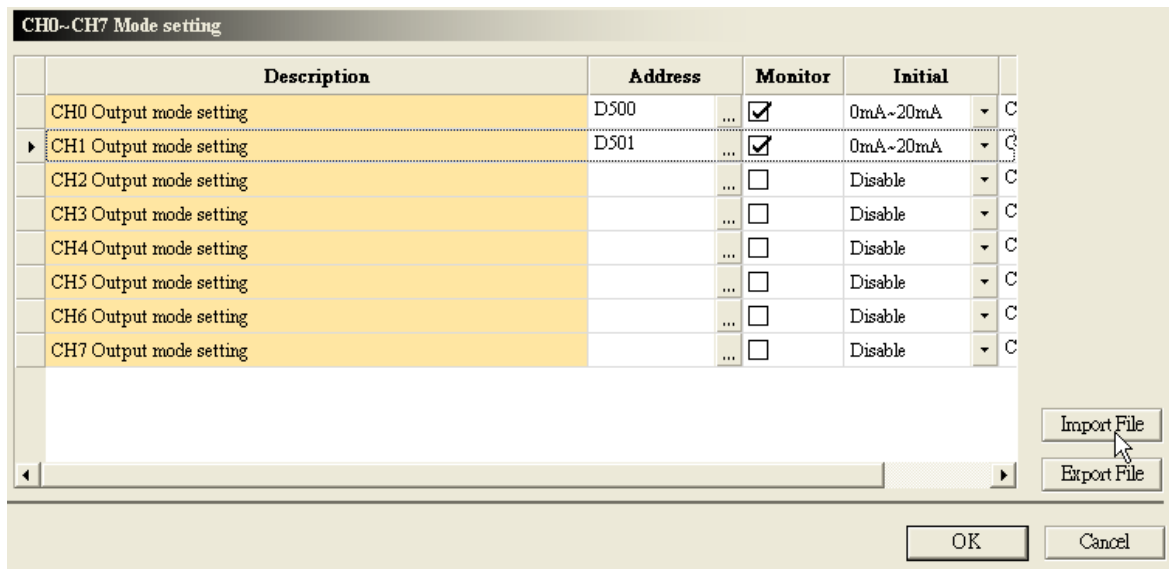 CH0~CH7 Mode setting
Description Address Monitor Initial
CH0 Output mode setting D500 ... 0mA~20mA C
CH1 Output mode setting D501 ... 0mA~20mA C
CH2 Output mode setting ... Disable C
CH3 Output mode setting ... Disable C
CH4 Output mode setting ... Disable C
CH5 Output mode setting ... Disable C
CH6 Output mode setting ... Disable C
CH7 Output mode setting ... Disable C
Import File
Export File
OK Cancel